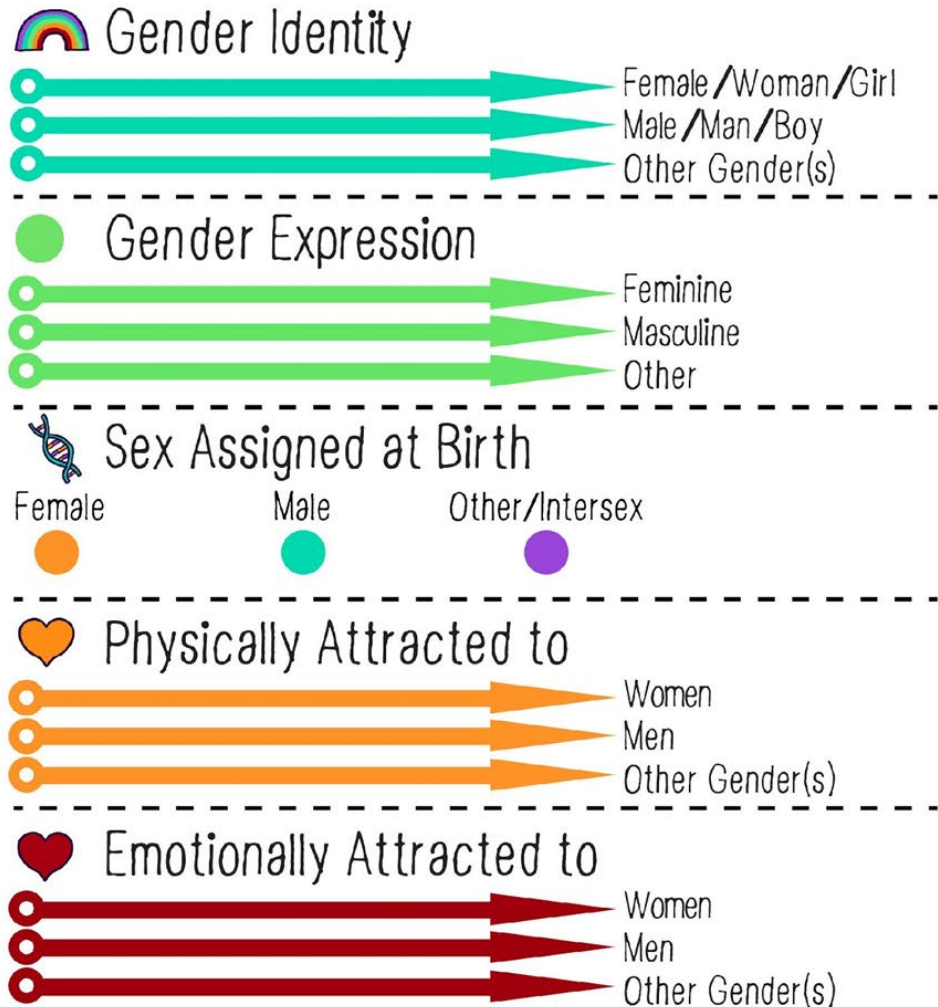 Gender Identity
Female/Woman/Girl
Male/Man/Boy
Other Gender(s)
Gender Expression
Feminine
Masculine
Other
Sex Assigned at Birth
Female Male Other/Intersex
Physically Attracted to
Women
Men
Other Gender(s)
Emotionally Attracted to
Women
Men
Other Gender(s)